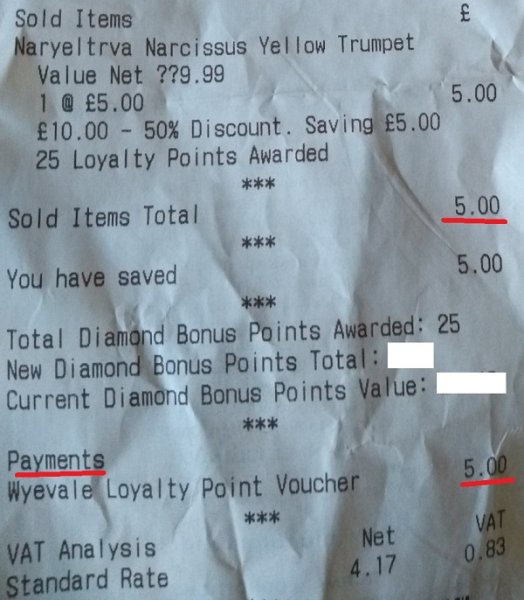 Sold Items £
Naryeltrva Narcissus Yellow Trumpet
Value Net ??9.99
1 @ £5.00 5.00
£10.00 - 50% Discount. Saving £5.00
25 Loyalty Points Awarded
***
Sold Items Total 5.00
***
You have saved 5.00
***
Total Diamond Bonus Points Awarded: 25
New Diamond Bonus Points Total:
Current Diamond Bonus Points Value:
***
Payments
Wyevale Loyalty Point Voucher 5.00
***
VAT Analysis Net VAT
Standard Rate 4.17 0.83